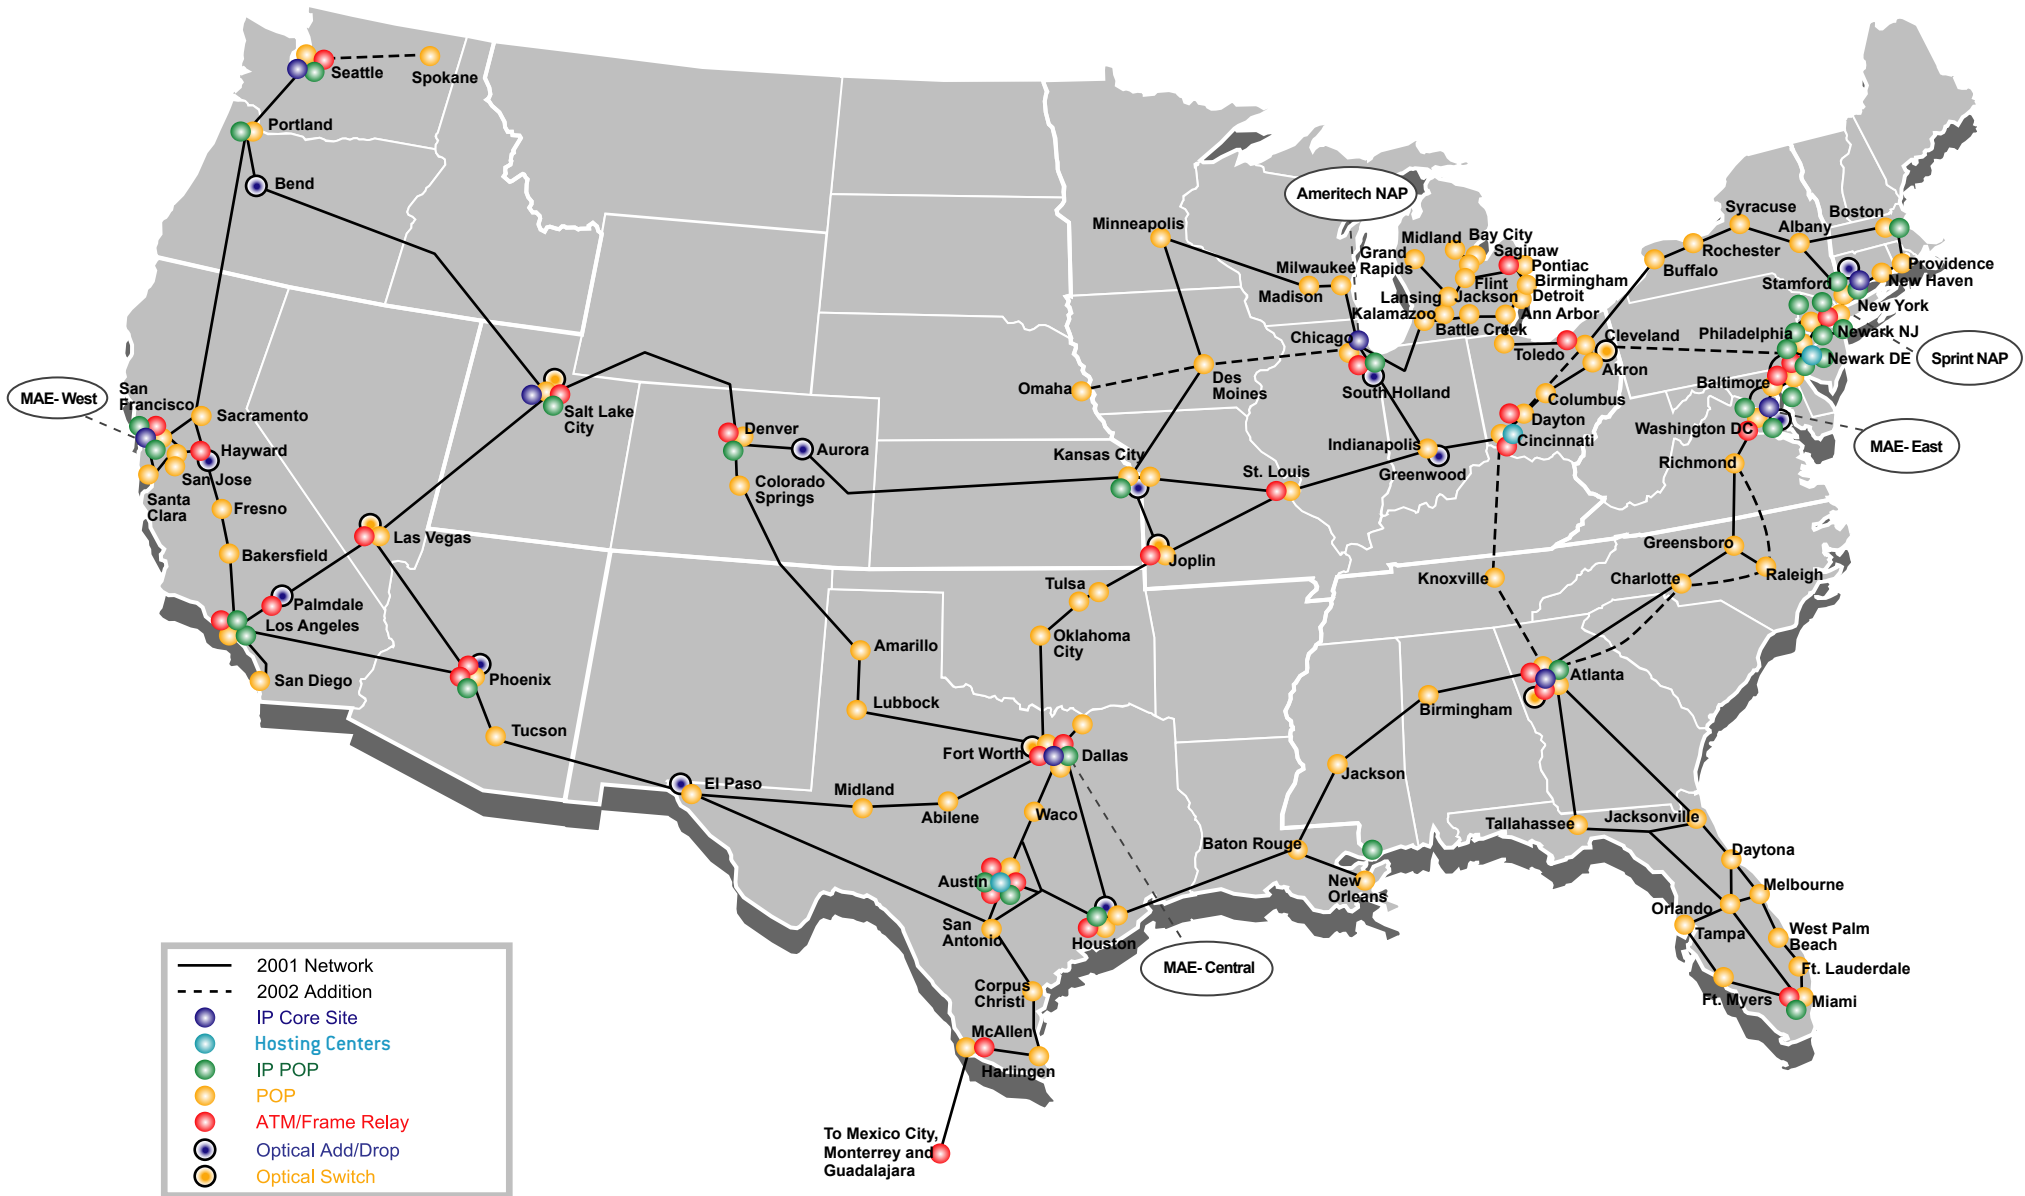 Seattle
Spokane
Portland
Bend
Ameritech NAP
Minneapolis
Milwaukee
Madison
Grand
Rapids
Midland
Bay City
Saginaw
Pontiac
Birmingham
Flint
Detroit
Lansing
Jackson
Kalamazoo
Ann Arbor
Battle Creek
Syracuse
Boston
Albany
Rochester
Buffalo
Providence
New Haven
Stamford
New York
Newark NJ
Philadelphia
Newark DE
Sprint NAP
Cleveland
Toledo
Akron
Baltimore
Columbus
Chicago
South Holland
Omaha
Des
Moines
Dayton
Cincinnati
Washington DC
MAE- East
MAE- West
San
Francisco
Sacramento
Hayward
San Jose
Santa
Clara
Fresno
Bakersfield
Salt Lake
City
Denver
Aurora
Colorado
Springs
Kansas City
St. Louis
Indianapolis
Greenwood
Richmond
Las Vegas
Joplin
Greensboro
Raleigh
Charlotte
Knoxville
Palmdale
Los Angeles
San Diego
Phoenix
Tucson
Tulsa
Oklahoma
City
Amarillo
Lubbock
Atlanta
Birmingham
Fort Worth
Dallas
El Paso
Midland
Abilene
Waco
Jackson
Tallahassee
Jacksonville
Baton Rouge
New
Orleans
Daytona
Melbourne
Orlando
Tampa
West Palm
Beach
Ft. Lauderdale
Ft. Myers
Miami
Austin
San
Antonio
Houston
MAE- Central
Corpus
Christi
McAllen
Harlingen
To Mexico City,
Monterrey and
Guadalajara
2001 Network
2002 Addition
IP Core Site
Hosting Centers
IP POP
POP
ATM/Frame Relay
Optical Add/Drop
Optical Switch